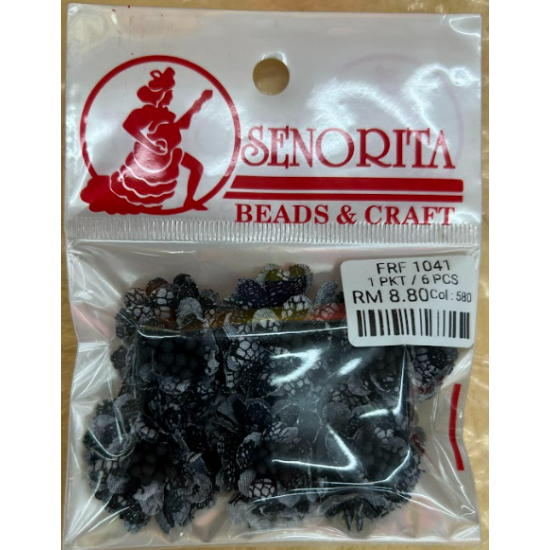 SENORITA
BEADS & CRAFT
FRF 1041
1 PKT / 6 PCS
RM 8.80 Col : 580